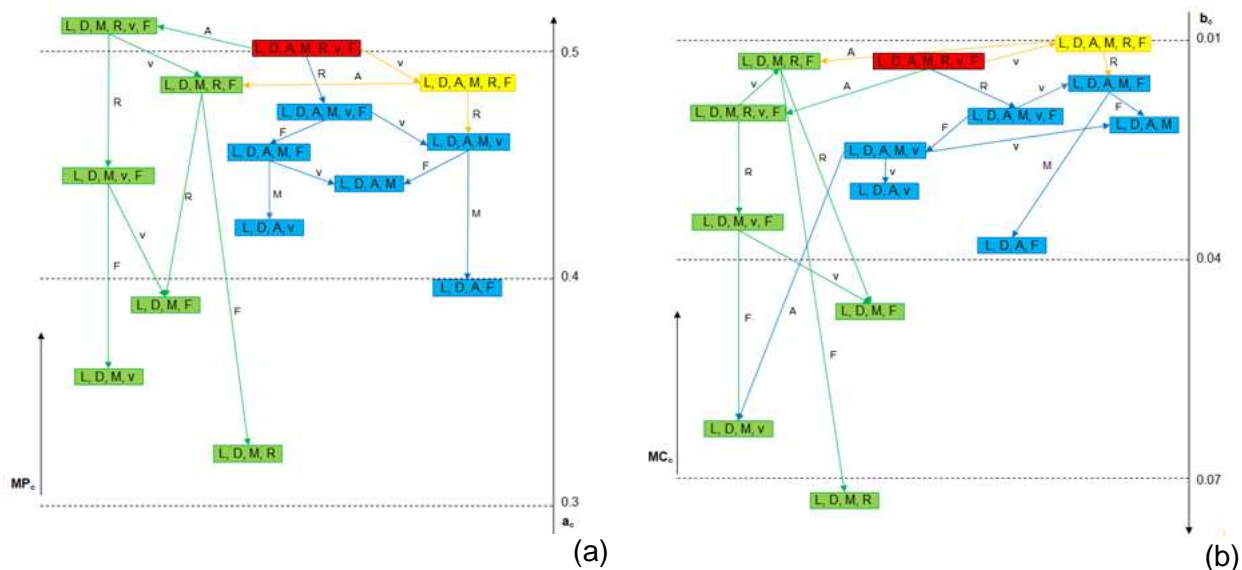 L, D, M, R, v, F
A
L, D, A, M, R, v, F
0.5
v
R
v
L, D, M, R, F
A
L, D, A, M, R, F
R
L, D, A, M, v, F
R
F
v
L, D, A, M, F
L, D, A, M, v
L, D, M, v, F
v
L, D, A, M
F
R
M
M
L, D, A, v
v
F
0.4
L, D, A, F
L, D, M, F
F
L, D, M, v
L, D, M, R
MPc
0.3
ac
(a)
bc
0.01
L, D, A, M, R, F
A
L, D, M, R, F
L, D, A, M, R, v, F
v
R
v
A
R
v
L, D, A, M, F
L, D, M, R, v, F
L, D, A, M, v, F
F
L, D, A, M
F
L, D, A, M, v
v
R
R
v
M
L, D, A, v
L, D, M, v, F
L, D, A, F
0.04
v
L, D, M, F
F
A
F
L, D, M, v
MCc
0.07
L, D, M, R
(b)